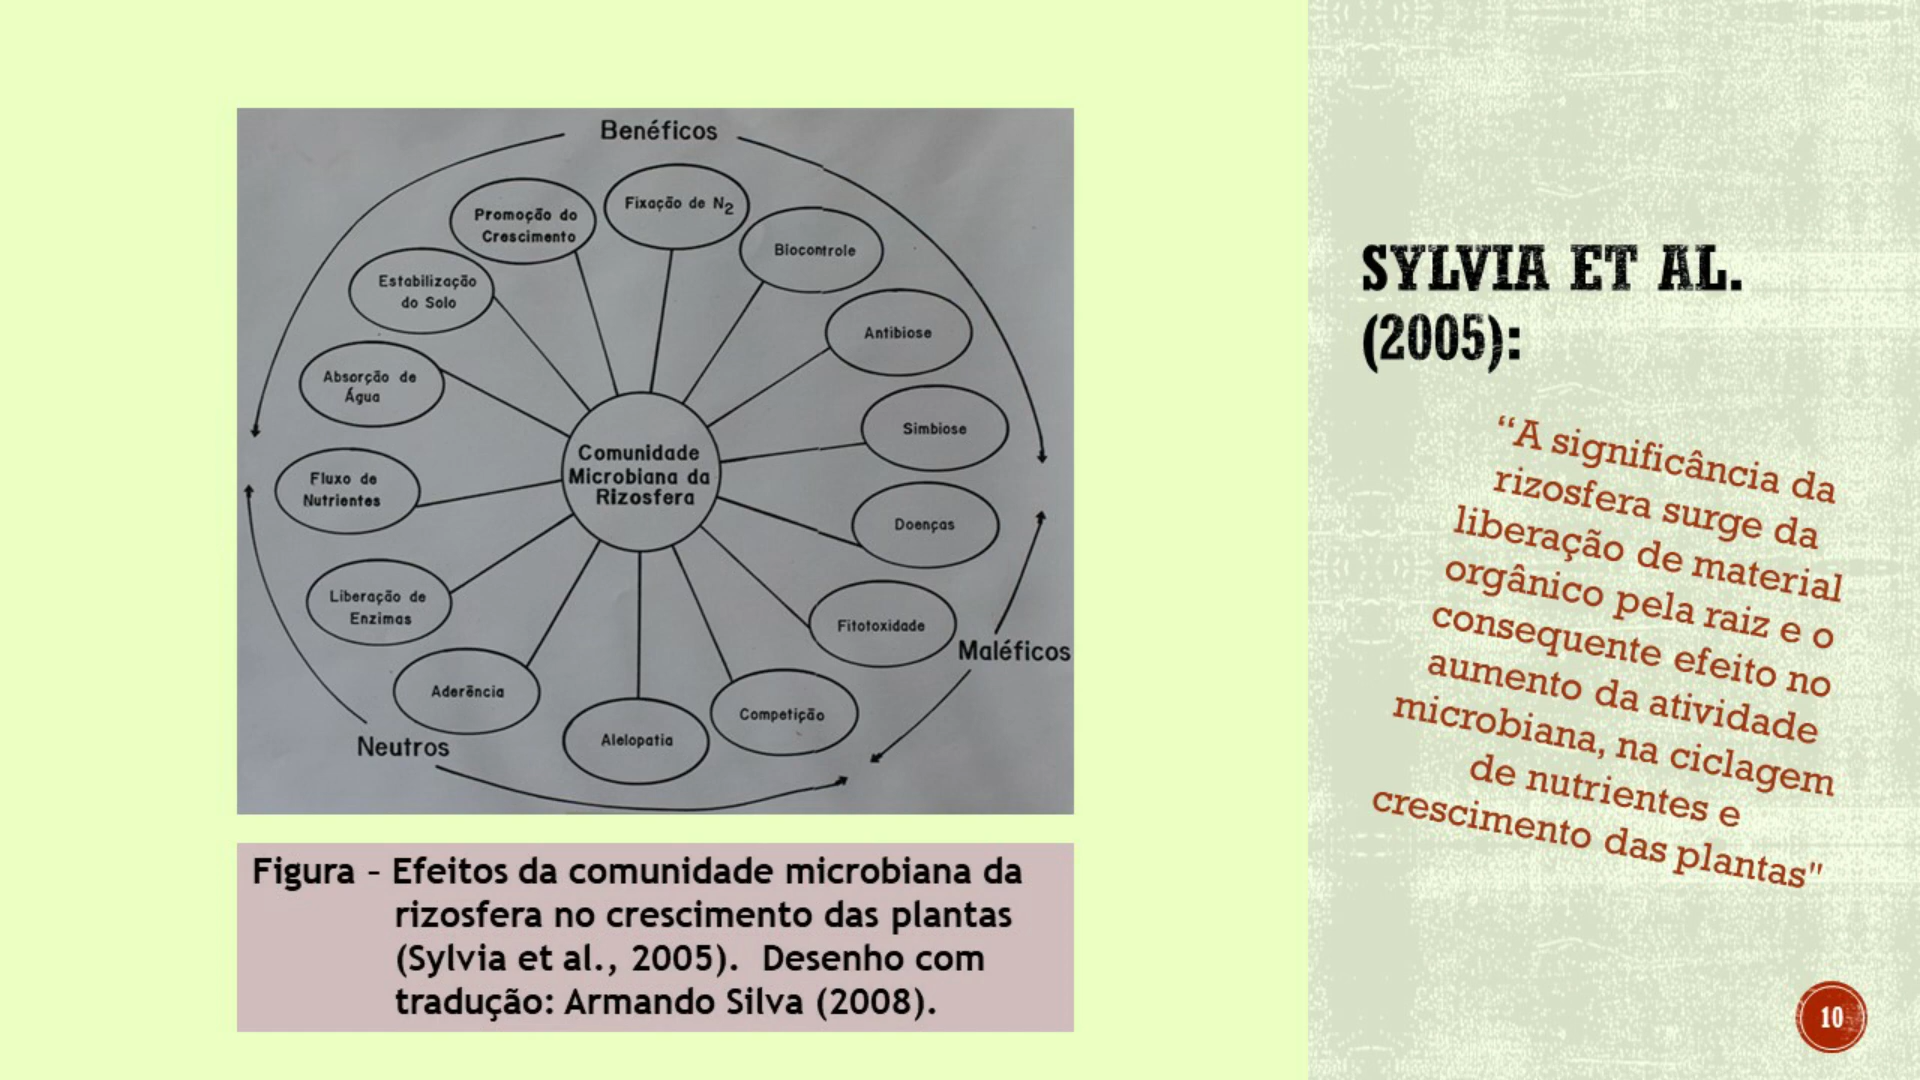 Benéficos
Fixação de N2
Promoção do
Crescimento
Biocontrole
Estabilização
do Solo
Antibiose
Absorção de
Água
Simbiose
Comunidade
Microbiana da
Rizosfera
Fluxo de
Nutrientes
Doenças
Liberação de
Enzimas
Fitotoxidade
Maléficos
Aderência
Competição
Alelopatia
Neutros
Figura – Efeitos da comunidade microbiana da
rizosfera no crescimento das plantas
(Sylvia et al., 2005). Desenho com
tradução: Armando Silva (2008).
SYLVIA ET AL.
(2005):
“A significância da
rizosfera surge da
liberação de material
orgânico pela raiz e o
consequente efeito no
aumento da atividade
microbiana, na ciclagem
de nutrientes e
crescimento das plantas"
10